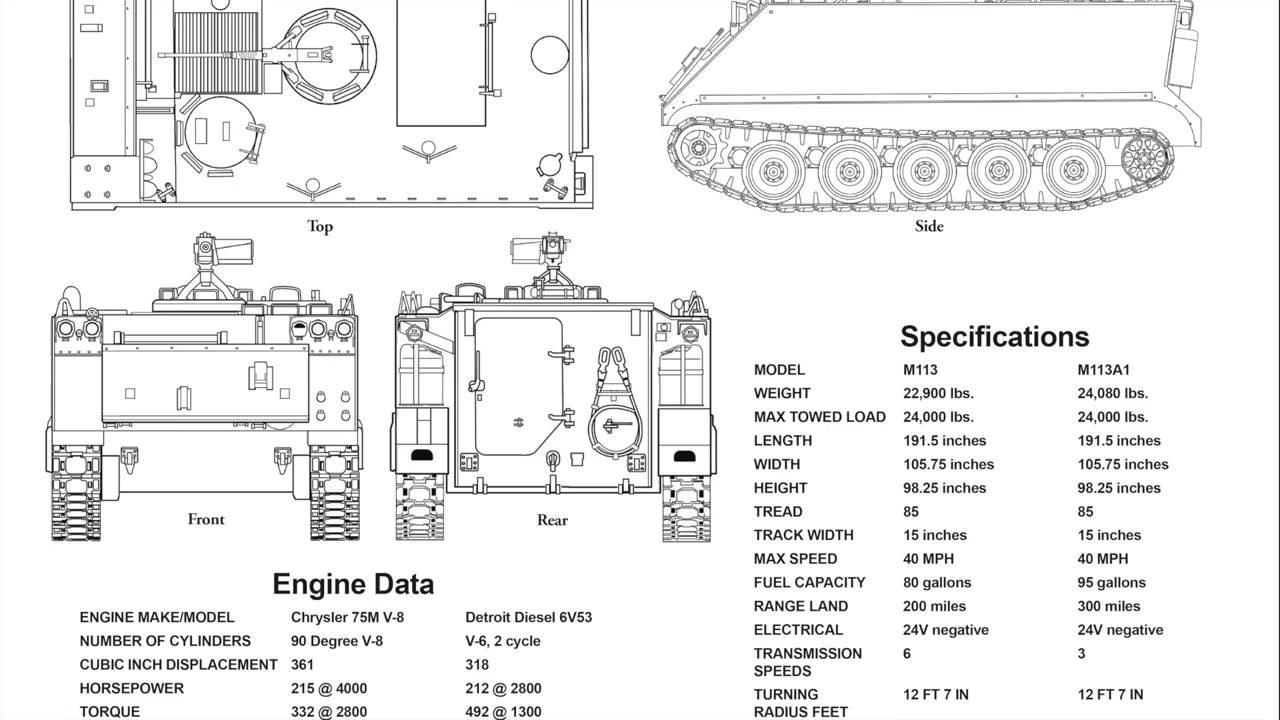 Top
Side
Front
Rear
Engine Data
ENGINE MAKE/MODEL Chrysler 75M V-8 Detroit Diesel 6V53
NUMBER OF CYLINDERS 90 Degree V-8 V-6, 2 cycle
CUBIC INCH DISPLACEMENT 361 318
HORSEPOWER 215 @ 4000 212 @ 2800
TORQUE 332 @ 2800 492 @ 1300
Specifications
MODEL M113 M113A1
WEIGHT 22,900 lbs. 24,080 lbs.
MAX TOWED LOAD 24,000 lbs. 24,000 lbs.
LENGTH 191.5 inches 191.5 inches
WIDTH 105.75 inches 105.75 inches
HEIGHT 98.25 inches 98.25 inches
TREAD 85 85
TRACK WIDTH 15 inches 15 inches
MAX SPEED 40 MPH 40 MPH
FUEL CAPACITY 80 gallons 95 gallons
RANGE LAND 200 miles 300 miles
ELECTRICAL 24V negative 24V negative
TRANSMISSION 6 3
SPEEDS
TURNING 12 FT 7 IN 12 FT 7 IN
RADIUS FEET